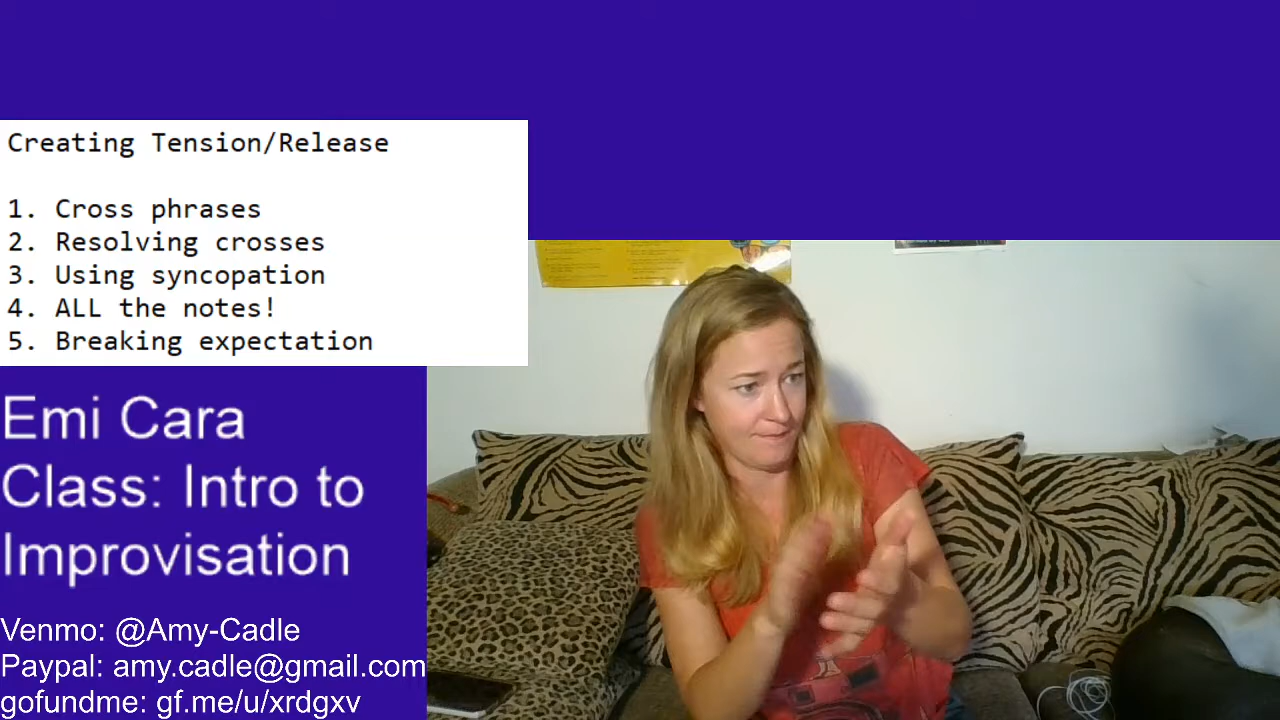 Creating Tension/Release
1. Cross phrases
2. Resolving crosses
3. Using syncopation
4. ALL the notes!
5. Breaking expectation
Emi Cara
Class: Intro to
Improvisation
Venmo: @Amy-Cadle
Paypal: amy.cadle@gmail.com
gofundme: gf.me/u/xrdgxv